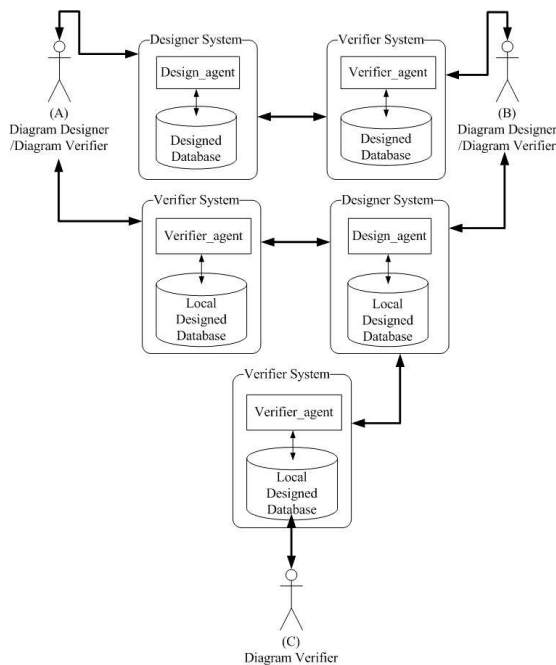 Designer System
Verifier System
Design_agent
Verifier_agent
Designed
Database
Designed
Database
(A)
Diagram Designer
/Diagram Verifier
(B)
Diagram Designer
/Diagram Verifier
Verifier System
Designer System
Verifier_agent
Design_agent
Local
Designed
Database
Local
Designed
Database
Verifier System
Verifier_agent
Local
Designed
Database
(C)
Diagram Verifier